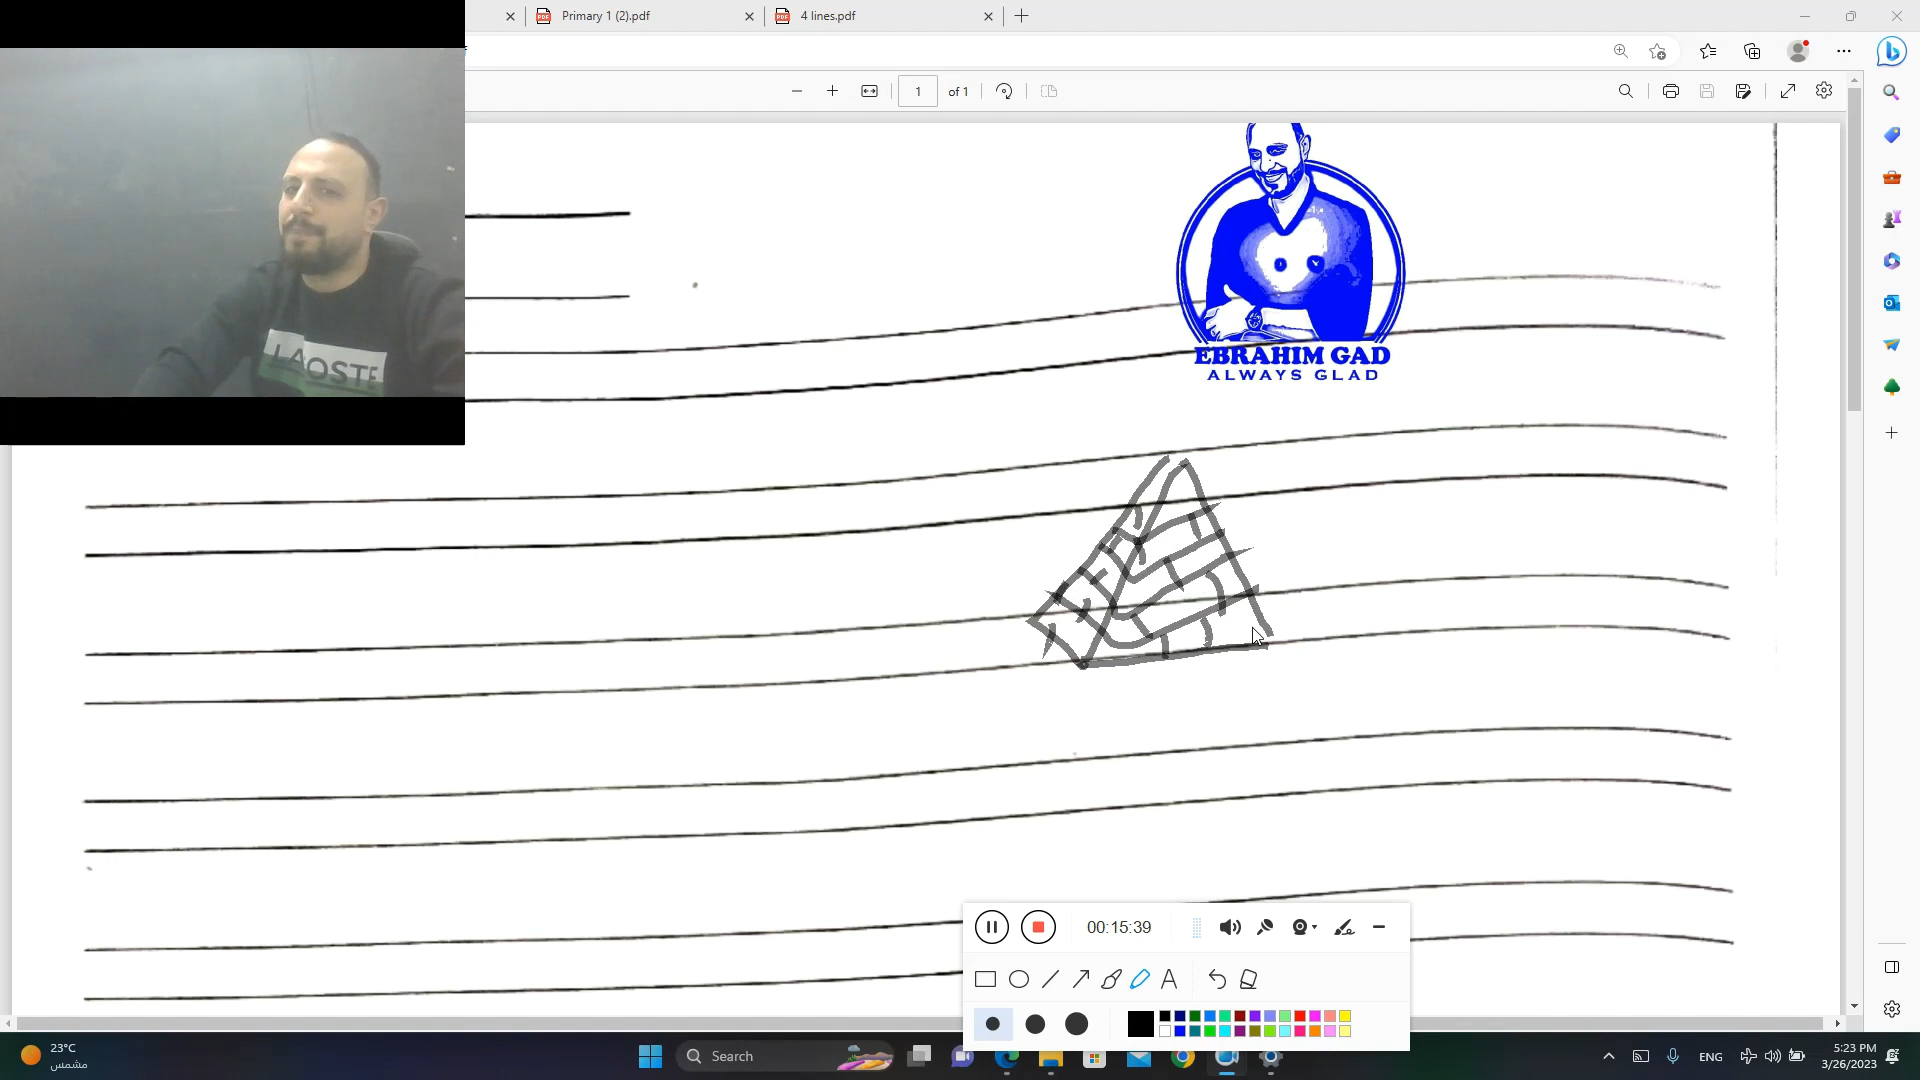 Primary 1 (2).pdf
4 lines.pdf
1
of 1
LAOSTE
EBRAHIM GAD
ALWAYS GLAD
00:15:39
A
23°C
مشمس
Search
ENG
5:23 PM
3/26/2023